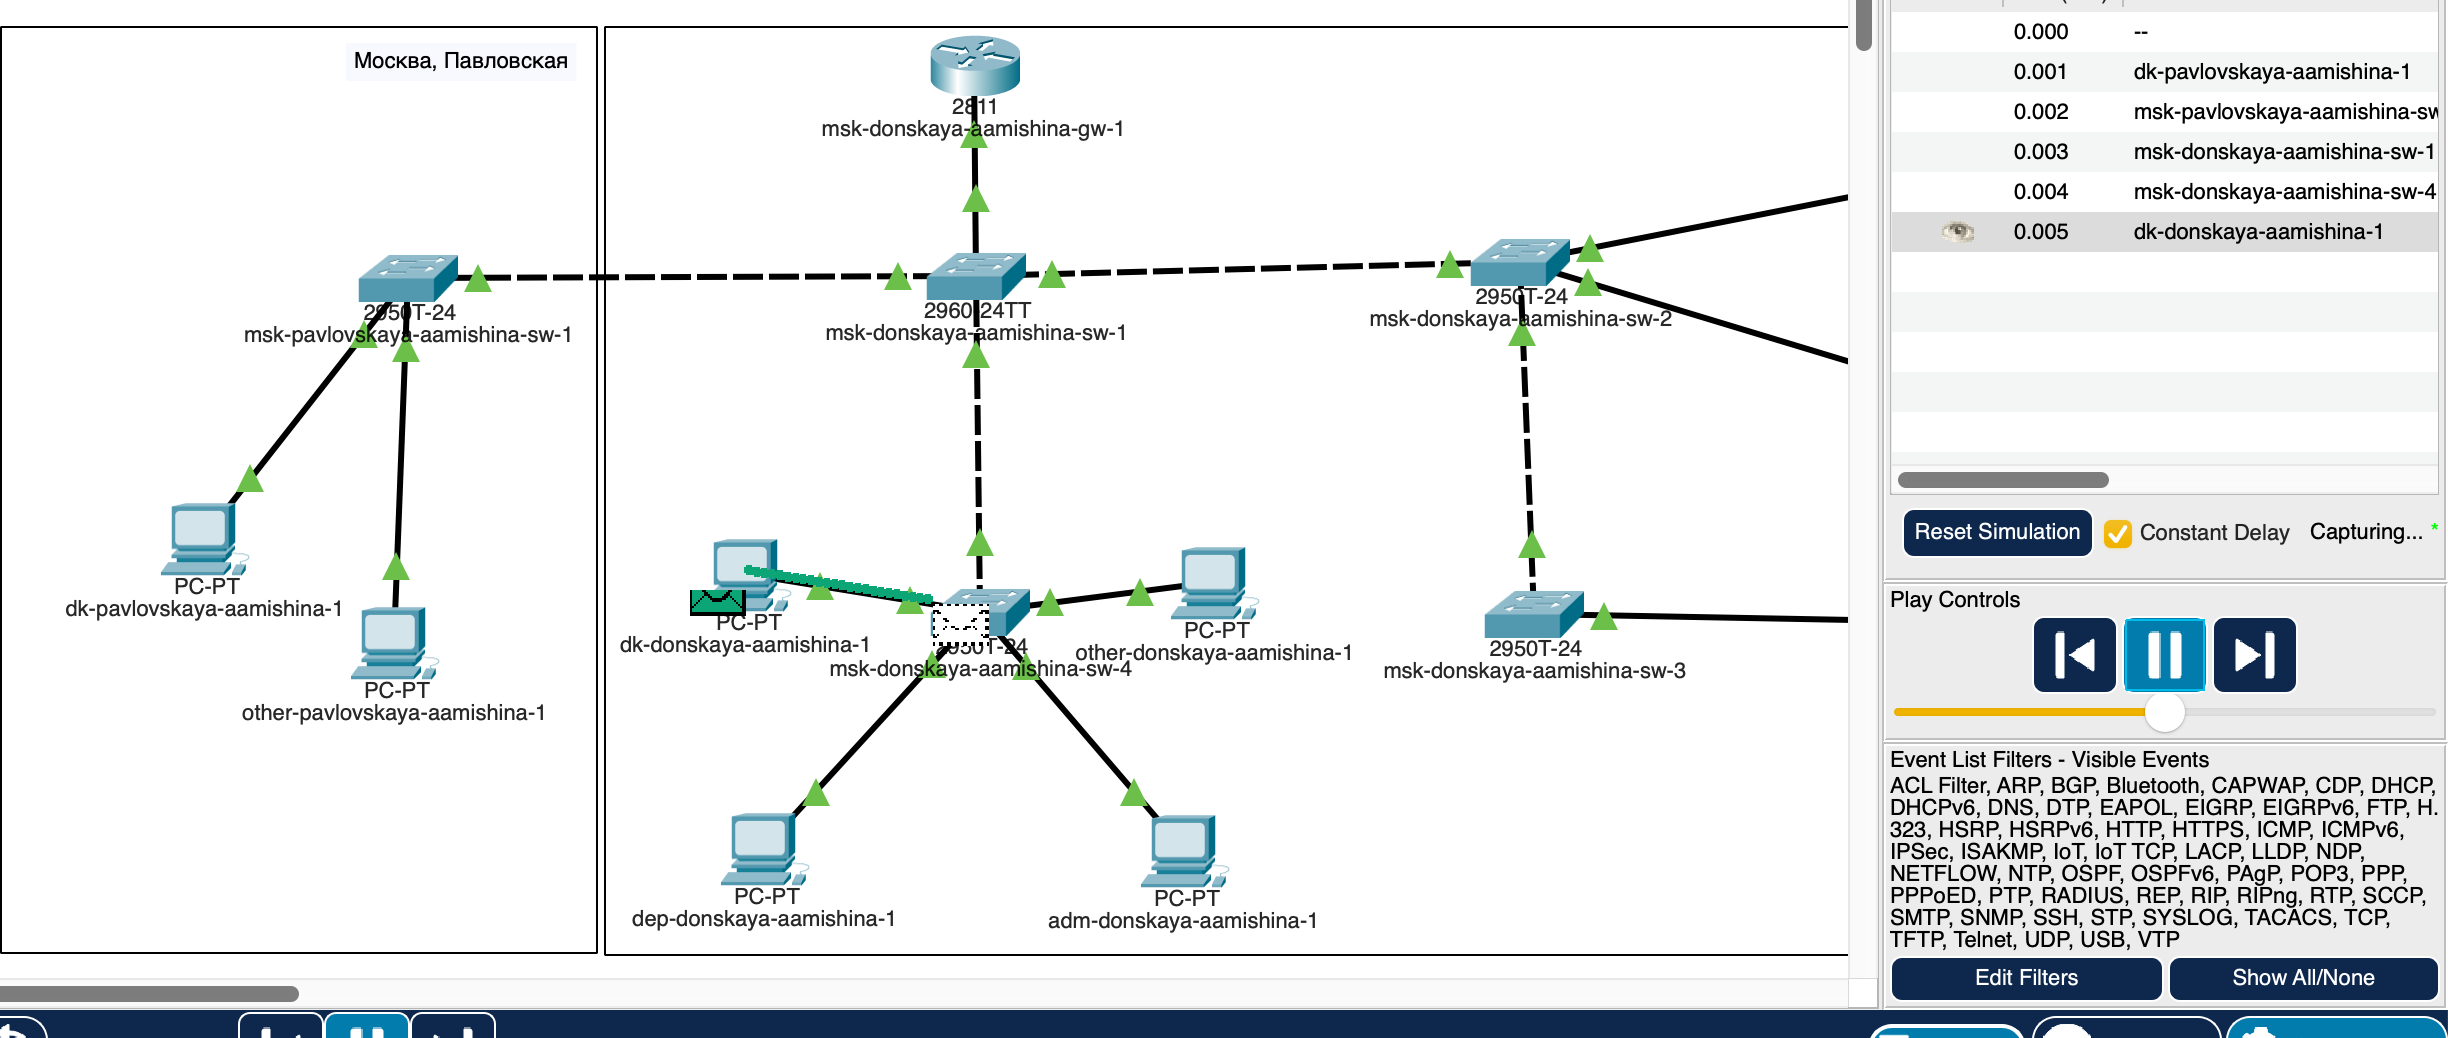 Москва, Павловская
2811
msk-donskaya-aamishina-gw-1
2950T-24
msk-pavlovskaya-aamishina-sw-1
2960-24TT
msk-donskaya-aamishina-sw-1
2950T-24
msk-donskaya-aamishina-sw-2
PC-PT
dk-pavlovskaya-aamishina-1
PC-PT
other-pavlovskaya-aamishina-1
PC-PT
dk-donskaya-aamishina-1
2950T-24
msk-donskaya-aamishina-sw-4
PC-PT
other-donskaya-aamishina-1
2950T-24
msk-donskaya-aamishina-sw-3
PC-PT
dep-donskaya-aamishina-1
PC-PT
adm-donskaya-aamishina-1
0.000 --
0.001 dk-pavlovskaya-aamishina-1
0.002 msk-pavlovskaya-aamishina-sw
0.003 msk-donskaya-aamishina-sw-1
0.004 msk-donskaya-aamishina-sw-4
0.005 dk-donskaya-aamishina-1
Reset Simulation Constant Delay Capturing... *
Play Controls
Event List Filters - Visible Events
ACL Filter, ARP, BGP, Bluetooth, CAPWAP, CDP, DHCP,
DHCPv6, DNS, DTP, EAPOL, EIGRP, EIGRPv6, FTP, H.
323, HSRP, HSRPv6, HTTP, HTTPS, ICMP, ICMPv6,
IPSec, ISAKMP, IoT, IoT TCP, LACP, LLDP, NDP,
NETFLOW, NTP, OSPF, OSPFv6, PAgP, POP3, PPP,
PPPoED, PTP, RADIUS, REP, RIP, RIPng, RTP, SCCP,
SMTP, SNMP, SSH, STP, SYSLOG, TACACS, TCP,
TFTP, Telnet, UDP, USB, VTP
Edit Filters Show All/None